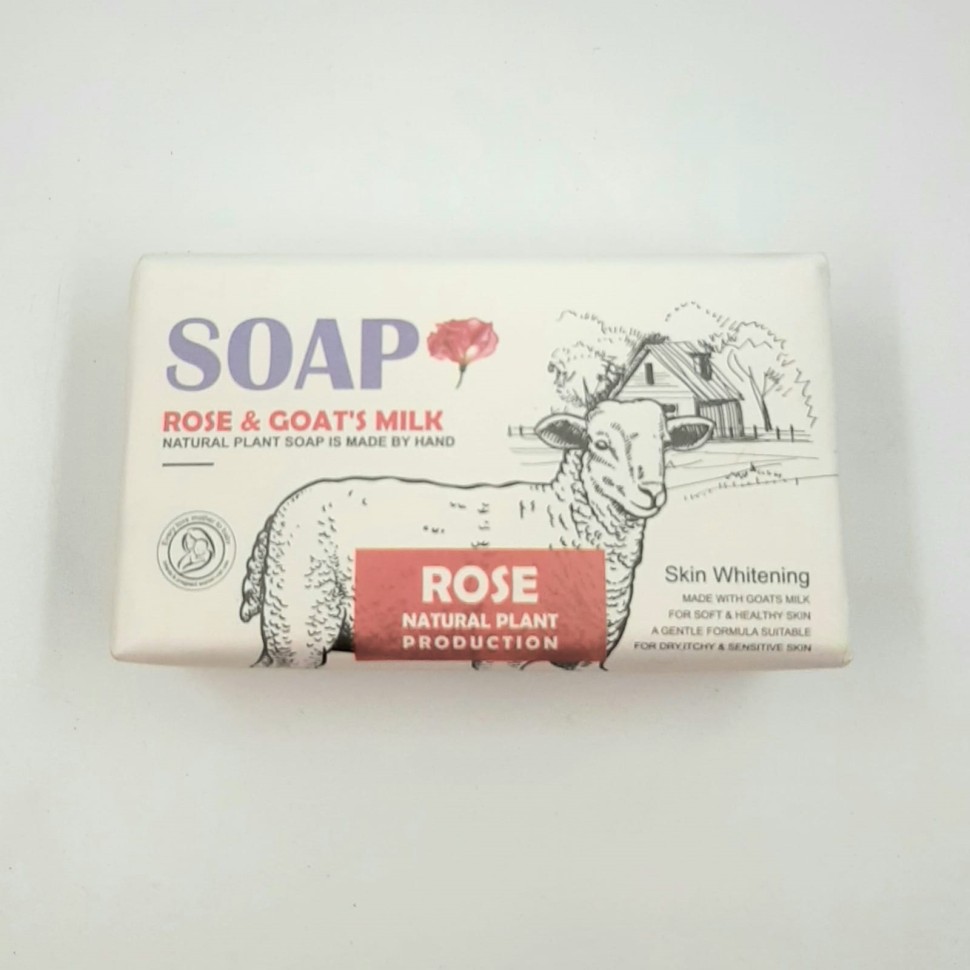 SOAP
ROSE & GOAT'S MILK
NATURAL PLANT SOAP IS MADE BY HAND
ROSE
NATURAL PLANT
PRODUCTION
Skin Whitening
MADE WITH GOATS MILK
FOR SOFT & HEALTHY SKIN
A GENTLE FORMULA SUITABLE
FOR DRY,ITCHY & SENSITIVE SKIN